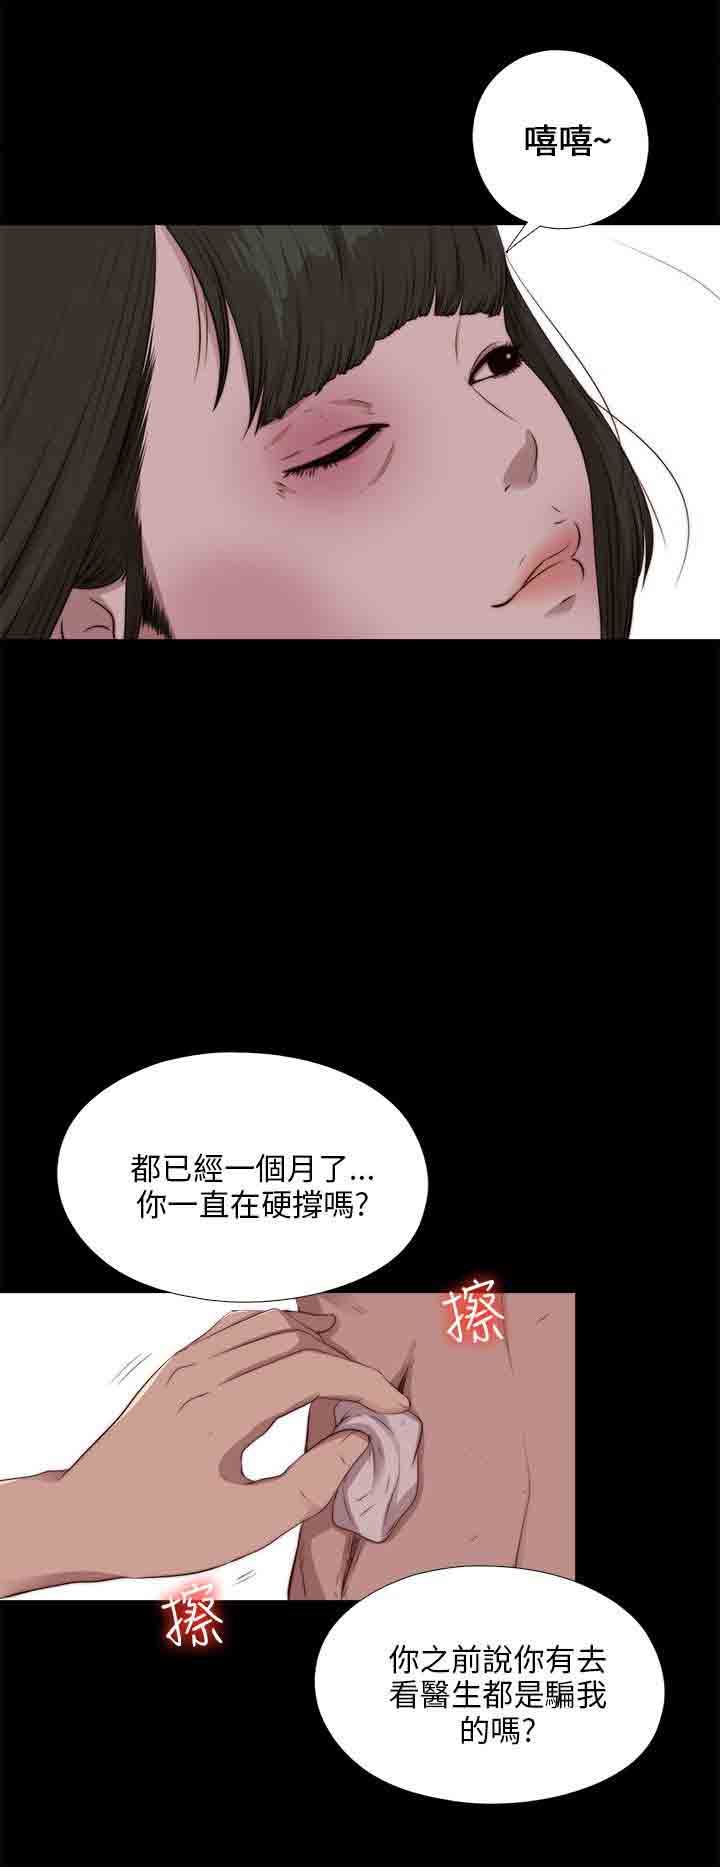 嘻嘻~
都已經一個月了...
你一直在硬撐嗎?
擦
擦
你之前說你有去
看醫生都是騙我
的嗎?